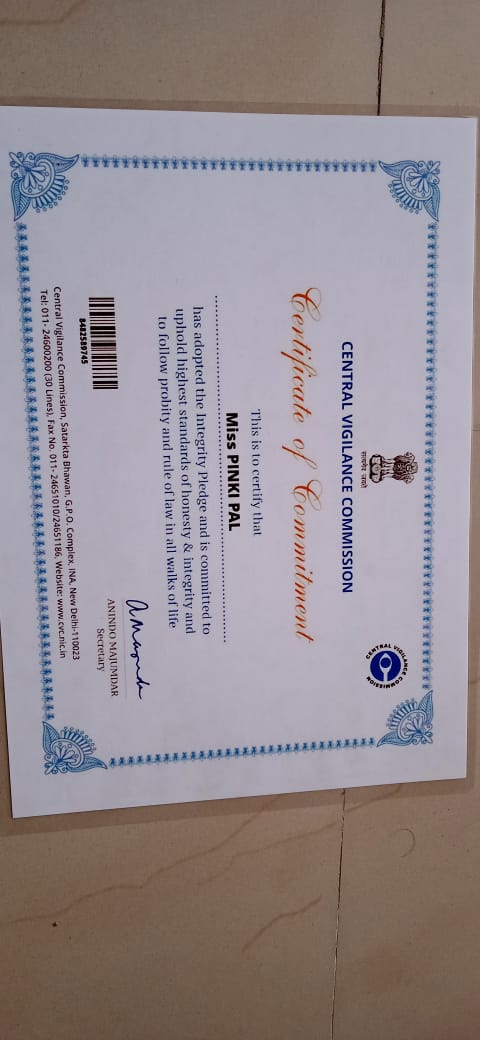 सत्यमेव जयते
CENTRAL VIGILANCE COMMISSION
CENTRAL VIGILANCE COMMISSION
Certificate of Commitment
This is to certify that
Miss PINKI PAL
has adopted the Integrity Pledge and is committed to
uphold highest standards of honesty & integrity and
to follow probity and rule of law in all walks of life
ANINDO MAJUMDAR
Secretary
8482589745
Central Vigilance Commission, Satarkta Bhawan, G.P.O. Complex, INA, New Delhi-110023
Tel: 011- 24600200 (30 Lines), Fax No. 011- 24651010/24651186, Website: www.cvc.nic.in